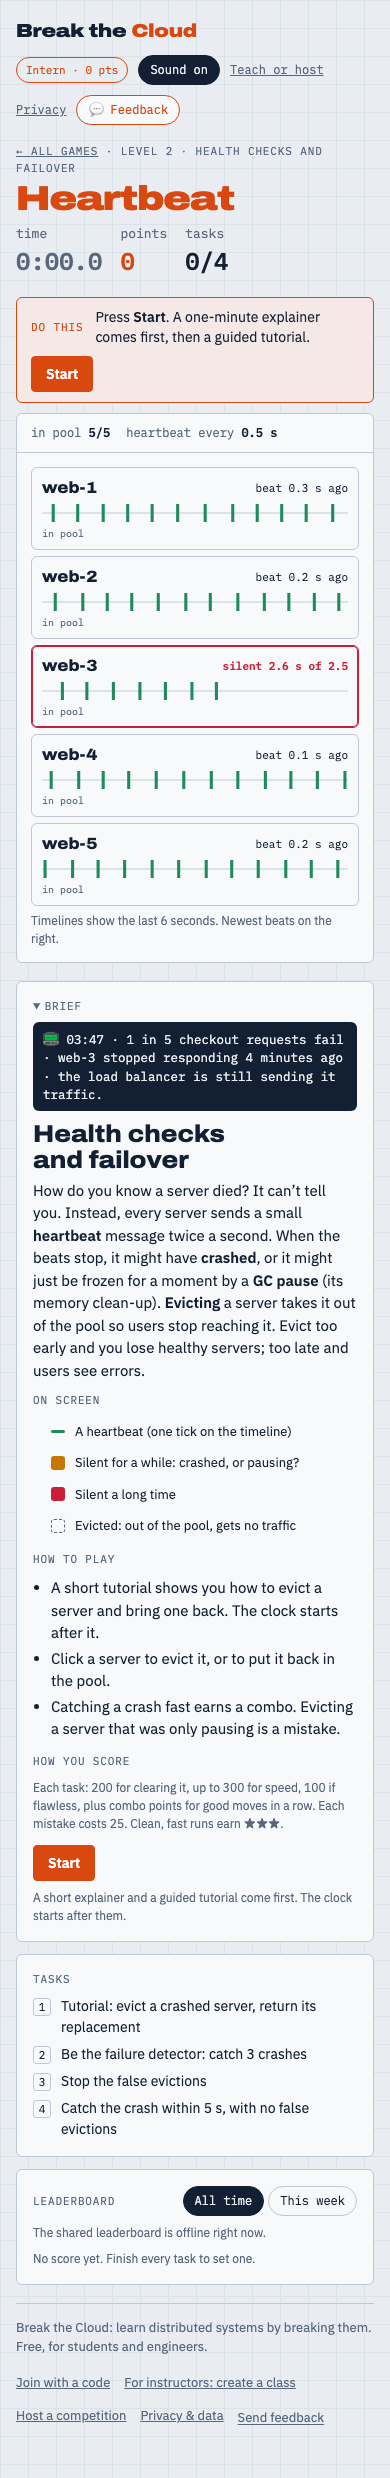 Break the Cloud
Intern · 0 pts
Sound on
Teach or host
Privacy
💬 Feedback
← ALL GAMES · LEVEL 2 · HEALTH CHECKS AND
FAILOVER
Heartbeat
time points tasks
0:00.0 0 0/4
DO THIS
Press Start. A one-minute explainer
comes first, then a guided tutorial.
Start
in pool 5/5 heartbeat every 0.5 s
web-1 beat 0.3 s ago
in pool
web-2 beat 0.2 s ago
in pool
web-3 silent 2.6 s of 2.5
in pool
web-4 beat 0.1 s ago
in pool
web-5 beat 0.2 s ago
in pool
Timelines show the last 6 seconds. Newest beats on the
right.
▼ BRIEF
📟 03:47 · 1 in 5 checkout requests fail
· web-3 stopped responding 4 minutes ago
· the load balancer is still sending it
traffic.
Health checks
and failover
How do you know a server died? It can’t tell
you. Instead, every server sends a small
heartbeat message twice a second. When the
beats stop, it might have crashed, or it might
just be frozen for a moment by a GC pause (its
memory clean-up). Evicting a server takes it out
of the pool so users stop reaching it. Evict too
early and you lose healthy servers; too late and
users see errors.
ON SCREEN
A heartbeat (one tick on the timeline)
Silent for a while: crashed, or pausing?
Silent a long time
Evicted: out of the pool, gets no traffic
HOW TO PLAY
• A short tutorial shows you how to evict a
server and bring one back. The clock starts
after it.
• Click a server to evict it, or to put it back in
the pool.
• Catching a crash fast earns a combo. Evicting
a server that was only pausing is a mistake.
HOW YOU SCORE
Each task: 200 for clearing it, up to 300 for speed, 100 if
flawless, plus combo points for good moves in a row. Each
mistake costs 25. Clean, fast runs earn ★★★.
Start
A short explainer and a guided tutorial come first. The clock
starts after them.
TASKS
1 Tutorial: evict a crashed server, return its
replacement
2 Be the failure detector: catch 3 crashes
3 Stop the false evictions
4 Catch the crash within 5 s, with no false
evictions
LEADERBOARD All time This week
The shared leaderboard is offline right now.
No score yet. Finish every task to set one.
Break the Cloud: learn distributed systems by breaking them.
Free, for students and engineers.
Join with a code For instructors: create a class
Host a competition Privacy & data Send feedback